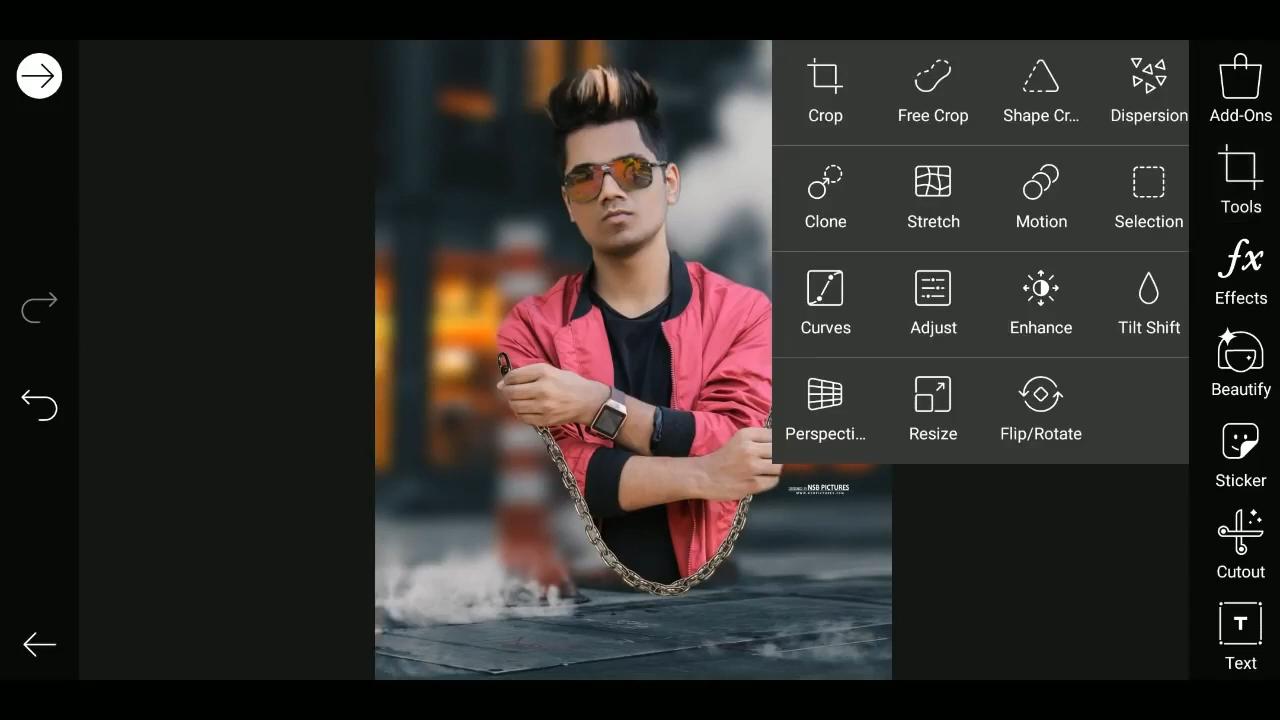 Crop
Free Crop
Shape Cr...
Dispersion
Clone
Stretch
Motion
Selection
Curves
Adjust
Enhance
Tilt Shift
Perspecti...
Resize
Flip/Rotate
Add-Ons
Tools
fx
Effects
Beautify
Sticker
Cutout
T
Text
NSB PICTURES